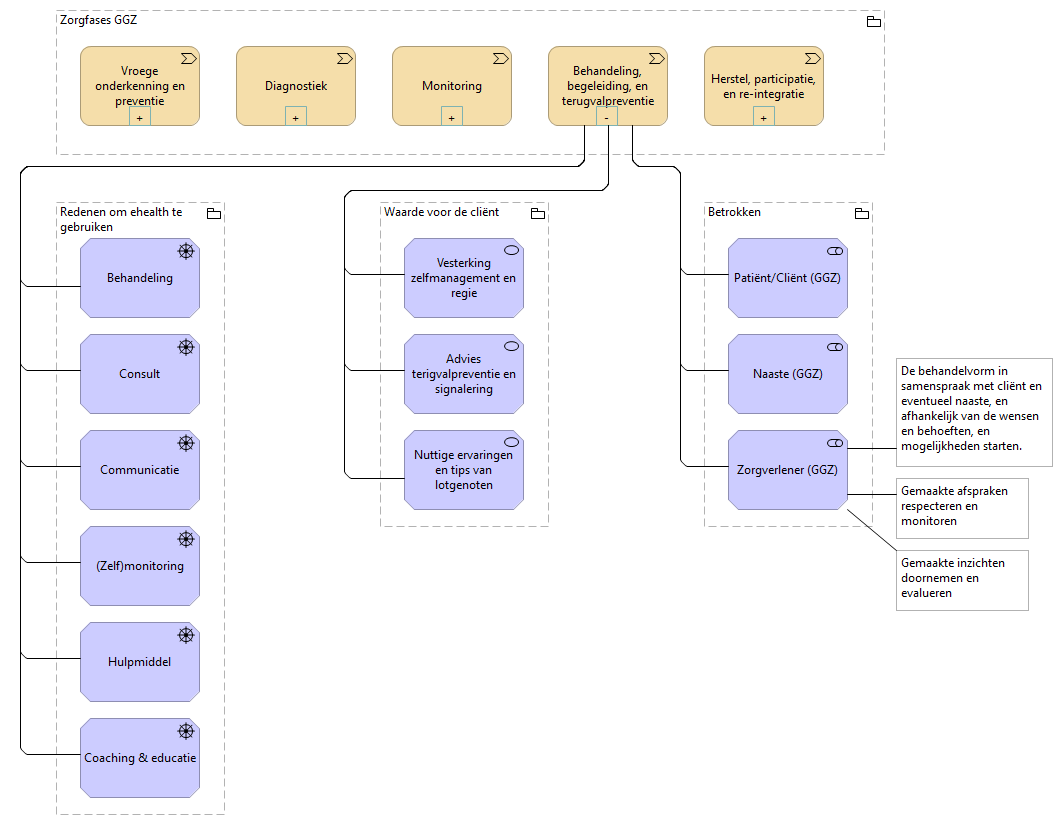 Zorgfases GGZ
Vroege
onderkenning en
preventie
+
Diagnostiek
+
Monitoring
+
Behandeling,
begeleiding, en
terugvalpreventie
-
Herstel, participatie,
en re-integratie
+
Redenen om ehealth te
gebruiken
Behandeling
Consult
Communicatie
(Zelf)monitoring
Hulpmiddel
Coaching & educatie
Waarde voor de cliënt
Vesterking
zelfmanagement en
regie
Advies
terigvalpreventie en
signalering
Nuttige ervaringen
en tips van
lotgenoten
Betrokken
Patiënt/Cliënt (GGZ)
Naaste (GGZ)
Zorgverlener (GGZ)
De behandelvorm in
samenspraak met cliënt en
eventueel naaste, en
afhankelijk van de wensen
en behoeften, en
mogelijkheden starten.
Gemaakte afspraken
respecteren en
monitoren
Gemaakte inzichten
doornemen en
evalueren